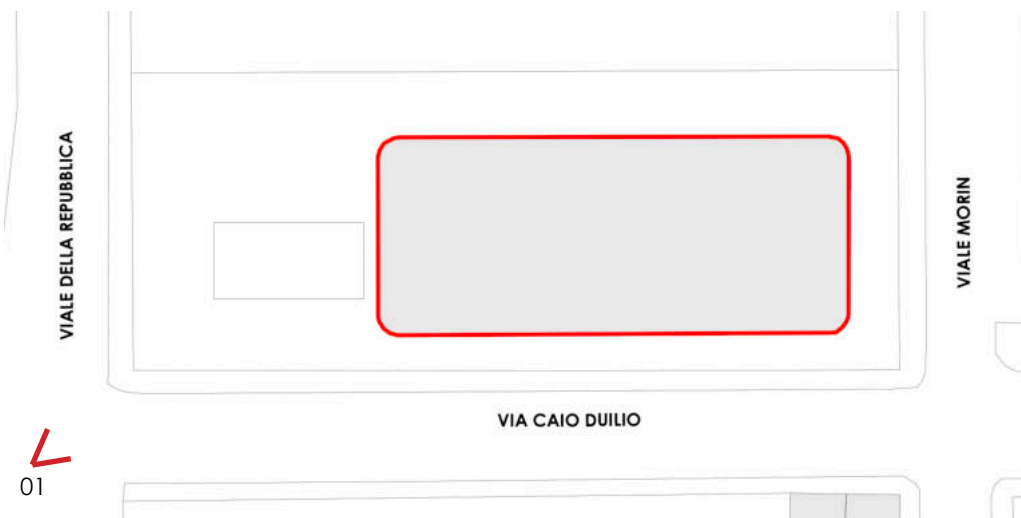 VIALE DELLA REPUBBLICA
VIALE MORIN
VIA CAIO DUILIO
01